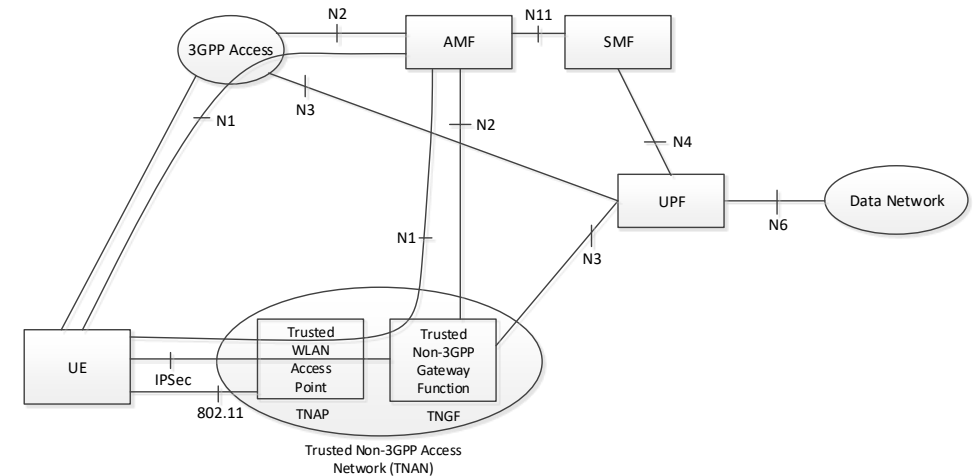 N2
N11
3GPP Access
AMF
SMF
N3
N1
N2
N4
UPF
Data Network
N6
N1
N3
Trusted
WLAN
Access
Point
Trusted
Non-3GPP
Gateway
Function
UE
IPSec
802.11
TNAP
TNGF
Trusted Non-3GPP Access
Network (TNAN)